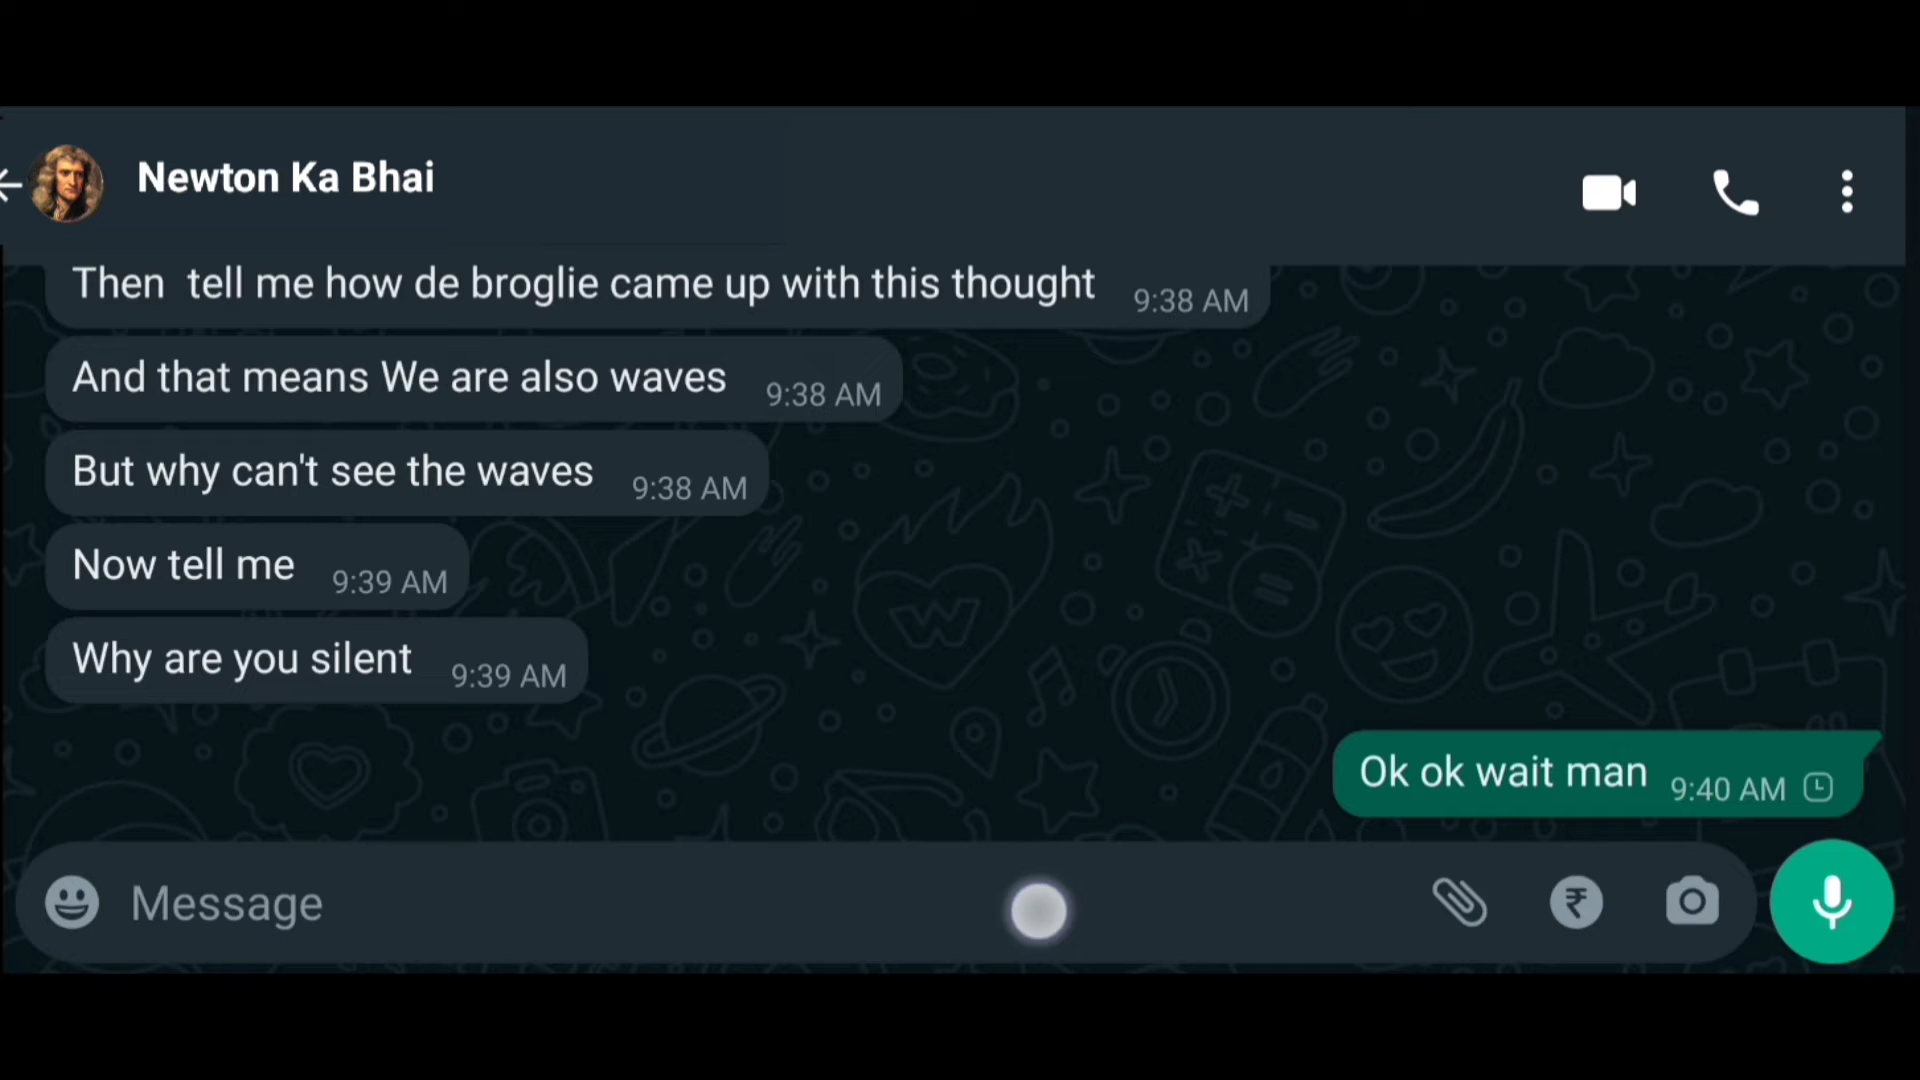 Newton Ka Bhai
Then tell me how de broglie came up with this thought 9:38 AM
And that means We are also waves 9:38 AM
But why can't see the waves 9:38 AM
Now tell me 9:39 AM
Why are you silent 9:39 AM
Ok ok wait man 9:40 AM
Message